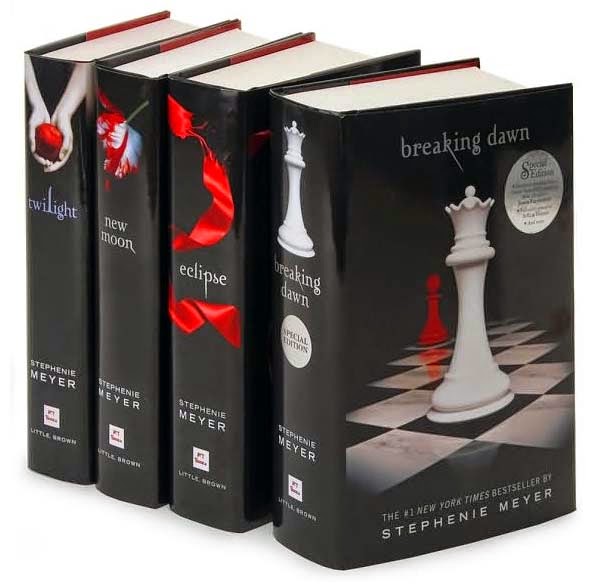 twilight
STEPHENIE
MEYER
LITTLE, BROWN
new
moon
STEPHENIE
MEYER
LITTLE, BROWN
eclipse
STEPHENIE
MEYER
LITTLE, BROWN
breaking
dawn
SPECIAL
EDITION
STEPHENIE
MEYER
LITTLE, BROWN
breaking dawn
Special
Edition
THE #1 NEW YORK TIMES BESTSELLER BY
STEPHENIE MEYER